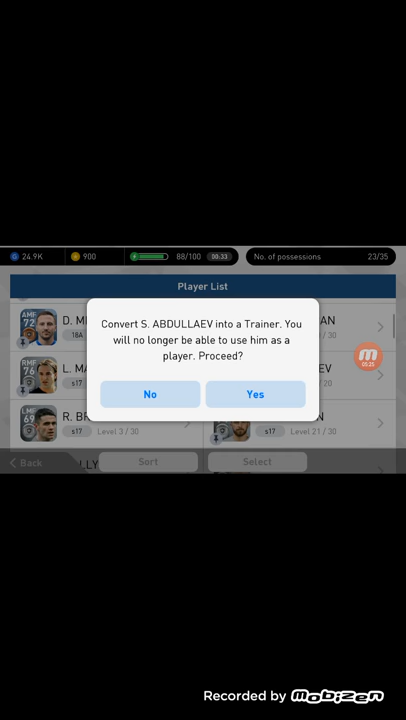 24.9K 900 88/100 00:33 No. of possessions 23/35
Player List
AMF 72 D. M
18A
AN
/ 30
Convert S. ABDULLAEV into a Trainer. You
will no longer be able to use him as a
player. Proceed?
No Yes
RMF 76 L. MA
s17
EV
/ 20
LMF 69 R. BR
s17 Level 3 / 30
N
s17 Level 21 / 30
Back LLY Sort Select
05:25
Recorded by Mobizen